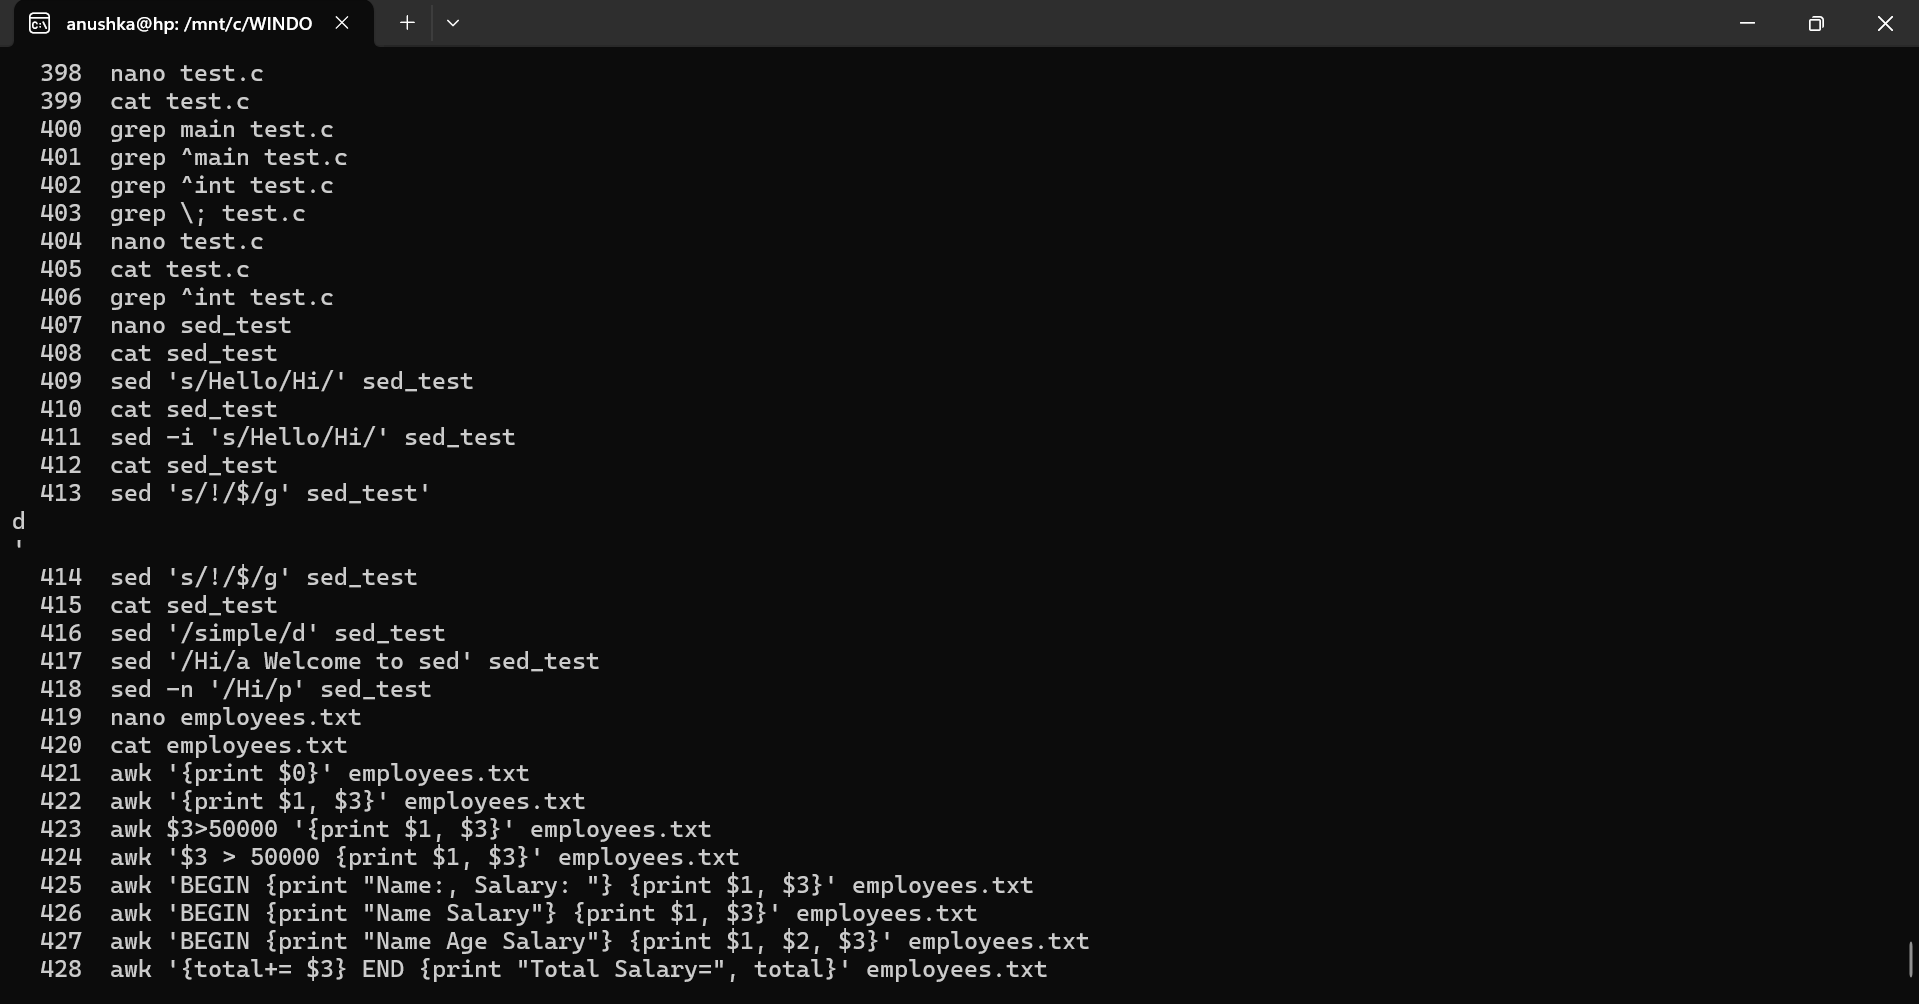 anushka@hp: /mnt/c/WINDO
398 nano test.c
399 cat test.c
400 grep main test.c
401 grep ^main test.c
402 grep ^int test.c
403 grep \; test.c
404 nano test.c
405 cat test.c
406 grep ^int test.c
407 nano sed_test
408 cat sed_test
409 sed 's/Hello/Hi/' sed_test
410 cat sed_test
411 sed -i 's/Hello/Hi/' sed_test
412 cat sed_test
413 sed 's/!/$/g' sed_test'
d
'
414 sed 's/!/$/g' sed_test
415 cat sed_test
416 sed '/simple/d' sed_test
417 sed '/Hi/a Welcome to sed' sed_test
418 sed -n '/Hi/p' sed_test
419 nano employees.txt
420 cat employees.txt
421 awk '{print $0}' employees.txt
422 awk '{print $1, $3}' employees.txt
423 awk $3>50000 '{print $1, $3}' employees.txt
424 awk '$3 > 50000 {print $1, $3}' employees.txt
425 awk 'BEGIN {print "Name:, Salary: "} {print $1, $3}' employees.txt
426 awk 'BEGIN {print "Name Salary"} {print $1, $3}' employees.txt
427 awk 'BEGIN {print "Name Age Salary"} {print $1, $2, $3}' employees.txt
428 awk '{total+= $3} END {print "Total Salary=", total}' employees.txt